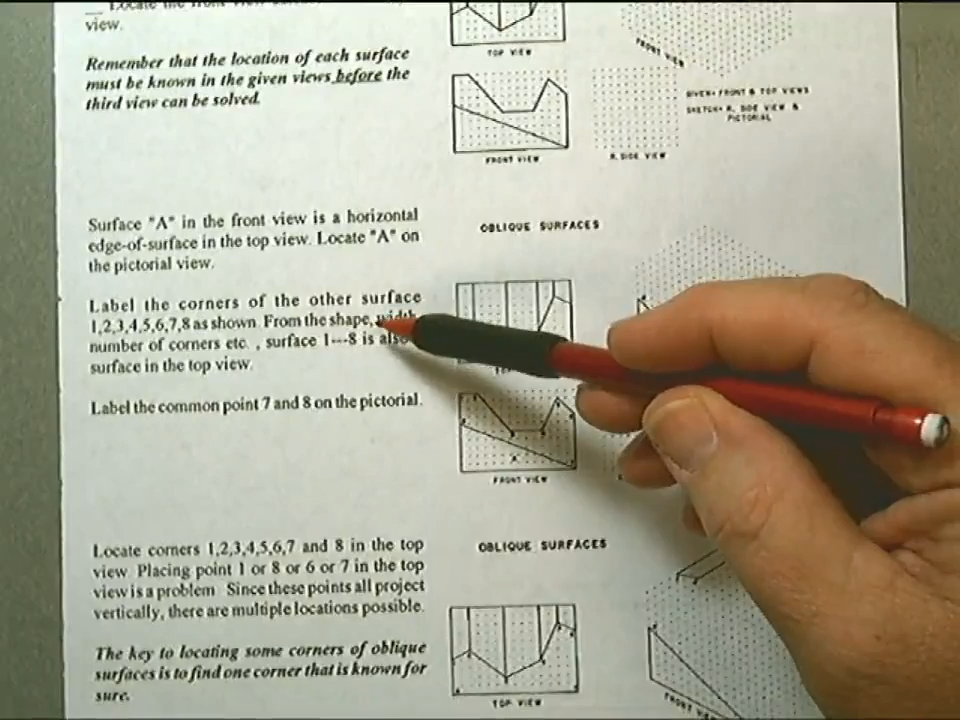 view.
Remember that the location of each surface
must be known in the given views before the
third view can be solved.
TOP VIEW
FRONT VIEW
GIVEN: FRONT & TOP VIEWS
SKETCH: R. SIDE VIEW &
PICTORIAL
FRONT VIEW
R. SIDE VIEW
Surface "A" in the front view is a horizontal
edge-of-surface in the top view. Locate "A" on
the pictorial view.
OBLIQUE SURFACES
Label the corners of the other surface
1,2,3,4,5,6,7,8 as shown. From the shape, width
number of corners etc. , surface 1---8 is also
surface in the top view.
Label the common point 7 and 8 on the pictorial.
FRONT VIEW
Locate corners 1,2,3,4,5,6,7 and 8 in the top
view. Placing point 1 or 8 or 6 or 7 in the top
view is a problem. Since these points all project
vertically, there are multiple locations possible.
OBLIQUE SURFACES
The key to locating some corners of oblique
surfaces is to find one corner that is known for
sure.
TOP VIEW
FRONT VIEW